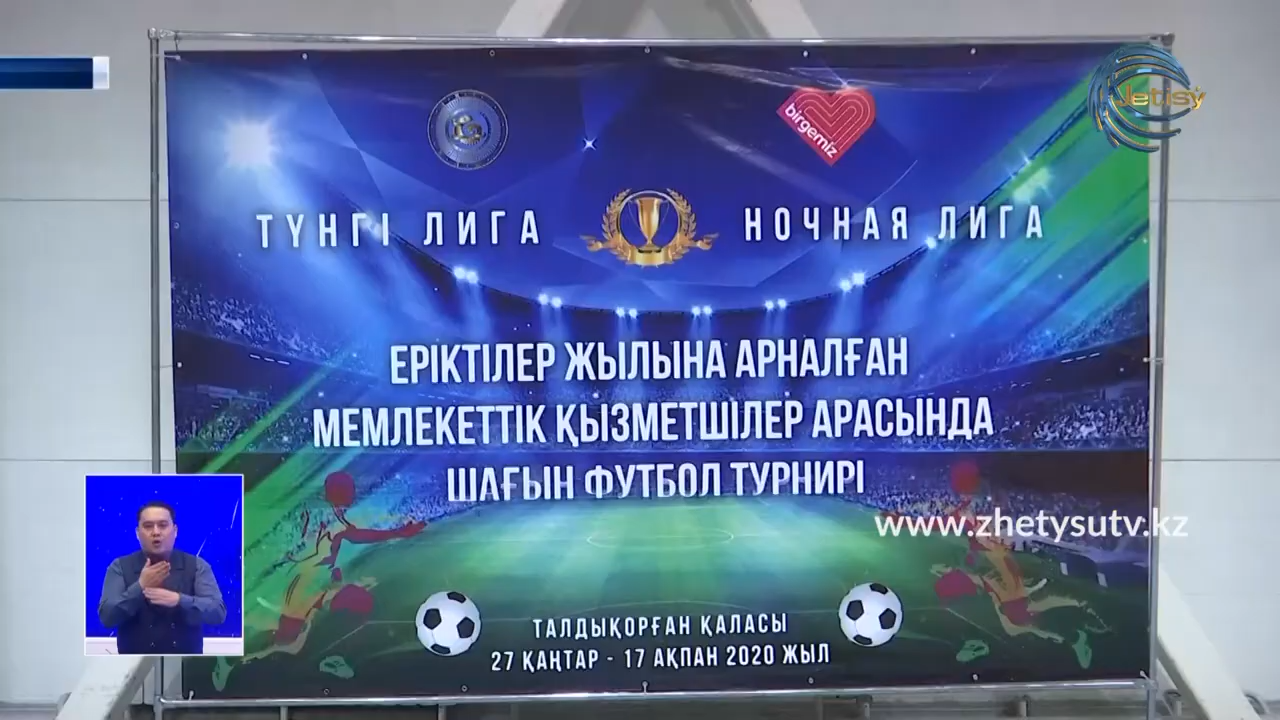 Jetisý
birgemiz
ТҮНГІ ЛИГА
НОЧНАЯ ЛИГА
ЕРІКТІЛЕР ЖЫЛЫНА АРНАЛҒАН
МЕМЛЕКЕТТІК ҚЫЗМЕТШІЛЕР АРАСЫНДА
ШАҒЫН ФУТБОЛ ТУРНИРІ
www.zhetysutv.kz
ТАЛДЫҚОРҒАН ҚАЛАСЫ
27 ҚАҢТАР - 17 АҚПАН 2020 ЖЫЛ